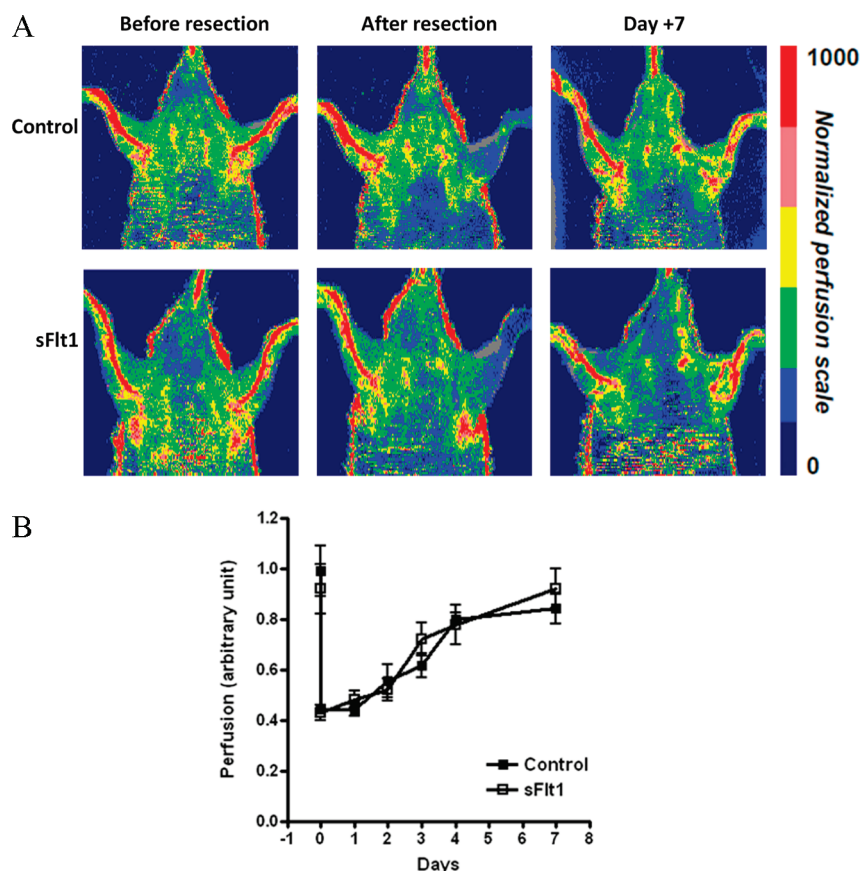 A
Before resection
After resection
Day +7
Control
sFlt1
1000
Normalized perfusion scale
0
B
Perfusion (arbitrary unit)
1.2
1.0
0.8
0.6
0.4
0.2
0.0
Control
sFlt1
-1 0 1 2 3 4 5 6 7 8
Days